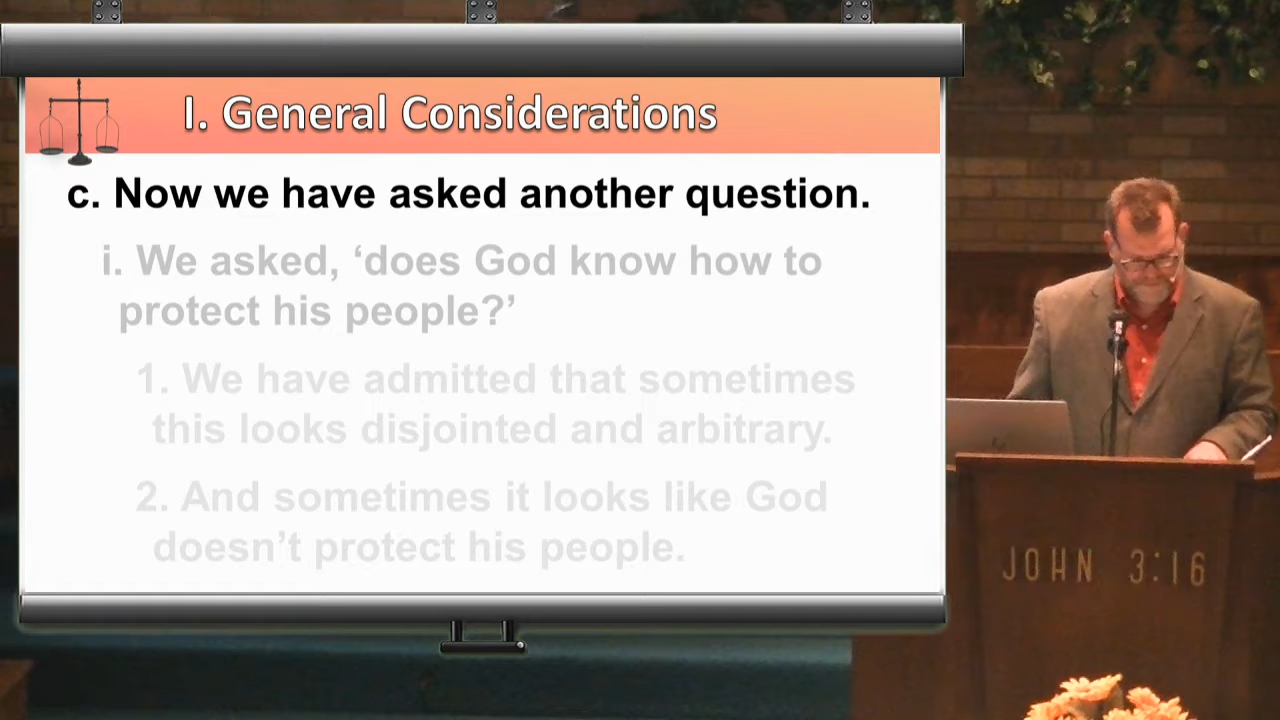 I. General Considerations
c. Now we have asked another question.
i. We asked, ‘does God know how to
protect his people?’
1. We have admitted that sometimes
this looks disjointed and arbitrary.
2. And sometimes it looks like God
doesn’t protect his people.
JOHN 3:16